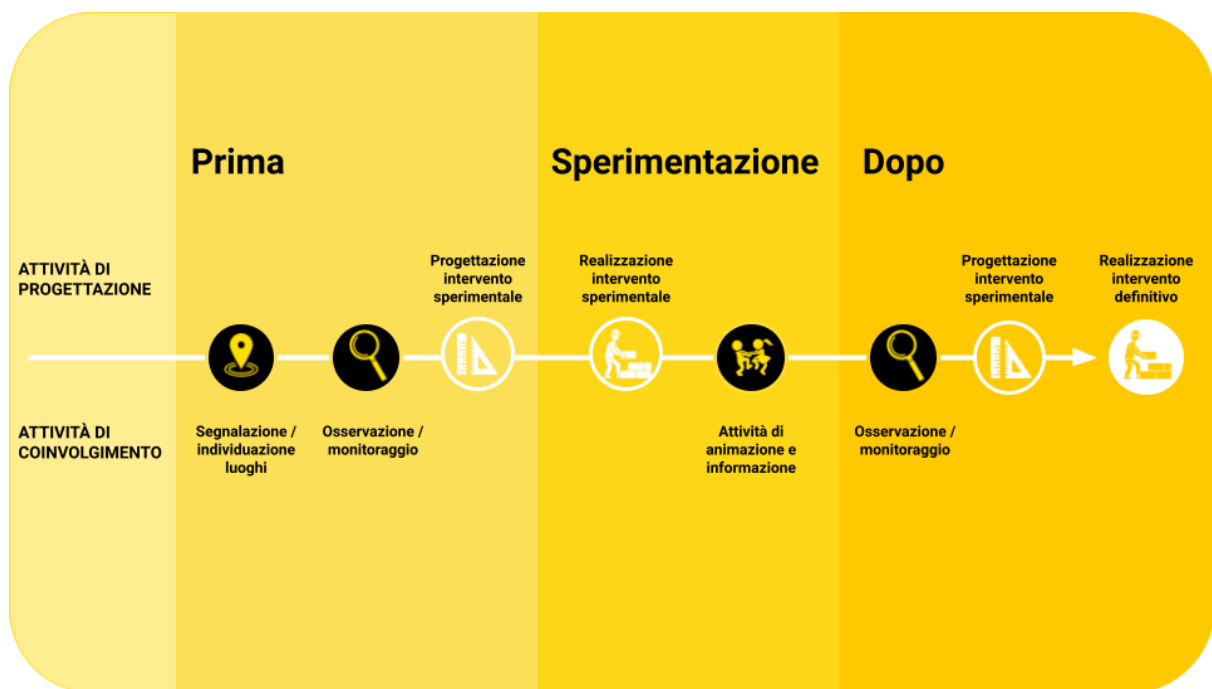 Prima
Sperimentazione
Dopo
ATTIVITÀ DI
PROGETTAZIONE
Progettazione
intervento
sperimentale
Realizzazione
intervento
sperimentale
Progettazione
intervento
sperimentale
Realizzazione
intervento
definitivo
ATTIVITÀ DI
COINVOLGIMENTO
Segnalazione /
individuazione
luoghi
Osservazione /
monitoraggio
Attività di
animazione e
informazione
Osservazione /
monitoraggio